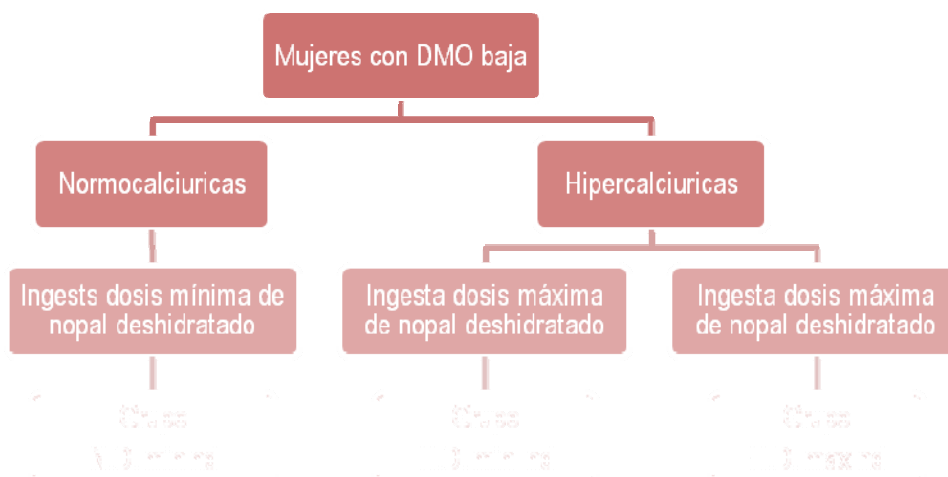 Mujeres con DMO baja
Normocalciuricas
Hipercalciuricas
Ingests dosis mínima de
nopal deshidratado
Ingesta dosis máxima
de nopal deshidratado
Ingesta dosis máxima
de nopal deshidratado